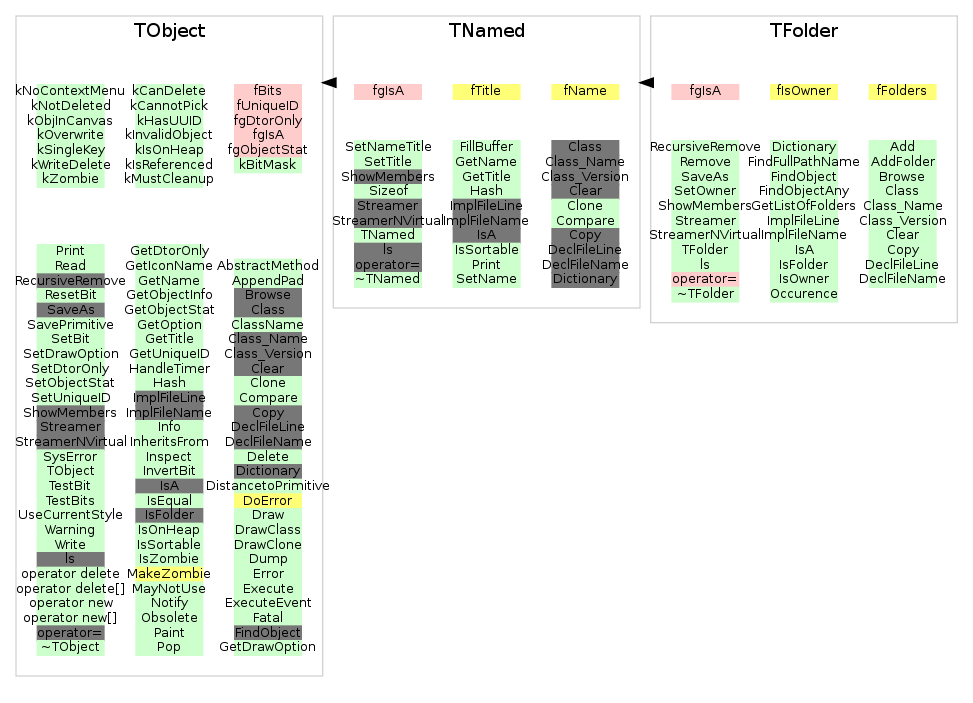 TObject
TNamed
TFolder
kNoContextMenu kCanDelete fBits
kNotDeleted kCannotPick fUniqueID
kObjInCanvas kHasUUID fgDtorOnly
kOverwrite kInvalidObject fgIsA
kSingleKey kIsOnHeap fgObjectStat
kWriteDelete kIsReferenced kBitMask
kZombie kMustCleanup
Print GetDtorOnly
Read GetIconName AbstractMethod
RecursiveRemove GetName AppendPad
ResetBit GetObjectInfo Browse
SaveAs GetObjectStat Class
SavePrimitive GetOption ClassName
SetBit GetTitle Class_Name
SetDrawOption GetUniqueID Class_Version
SetDtorOnly HandleTimer Clear
SetObjectStat Hash Clone
SetUniqueID ImplFileLine Compare
ShowMembers ImplFileName Copy
Streamer Info DeclFileLine
StreamerNVirtual InheritsFrom DeclFileName
SysError Inspect Delete
TObject InvertBit Dictionary
TestBit IsA DistancetoPrimitive
TestBits IsEqual DoError
UseCurrentStyle IsFolder Draw
Warning IsOnHeap DrawClass
Write IsSortable DrawClone
ls IsZombie Dump
operator delete MakeZombie Error
operator delete[] MayNotUse Execute
operator new Notify ExecuteEvent
operator new[] Obsolete Fatal
operator= Paint FindObject
~TObject Pop GetDrawOption
fgIsA fTitle fName
SetNameTitle FillBuffer Class
SetTitle GetName Class_Name
ShowMembers GetTitle Class_Version
Sizeof Hash Clear
Streamer ImplFileLine Clone
StreamerNVirtual ImplFileName Compare
TNamed IsA Copy
ls IsSortable DeclFileLine
operator= Print DeclFileName
~TNamed SetName Dictionary
fgIsA fIsOwner fFolders
RecursiveRemove Dictionary Add
Remove FindFullPathName AddFolder
SaveAs FindObject Browse
SetOwner FindObjectAny Class
ShowMembers GetListOfFolders Class_Name
Streamer ImplFileLine Class_Version
StreamerNVirtual ImplFileName Clear
TFolder IsA Copy
ls IsFolder DeclFileLine
operator= IsOwner DeclFileName
~TFolder Occurence